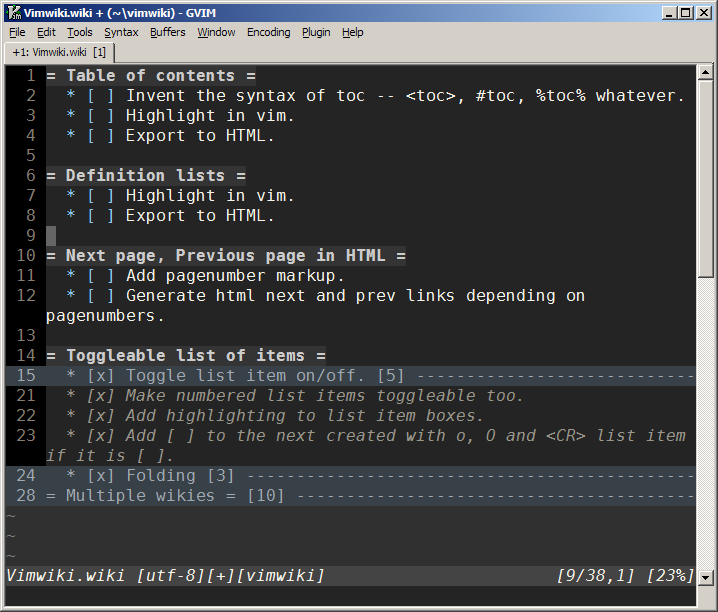 Vimwiki.wiki + (~\vimwiki) - GVIM
File Edit Tools Syntax Buffers Window Encoding Plugin Help
+1: Vimwiki.wiki [1]
1 = Table of contents =
2 * [ ] Invent the syntax of toc -- <toc>, #toc, %toc% whatever.
3 * [ ] Highlight in vim.
4 * [ ] Export to HTML.
5
6 = Definition lists =
7 * [ ] Highlight in vim.
8 * [ ] Export to HTML.
9
10 = Next page, Previous page in HTML =
11 * [ ] Add pagenumber markup.
12 * [ ] Generate html next and prev links depending on
pagenumbers.
13
14 = Toggleable list of items =
15 * [x] Toggle list item on/off. [5] ----------------------------
21 * [x] Make numbered list items toggleable too.
22 * [x] Add highlighting to list item boxes.
23 * [x] Add [ ] to the next created with o, O and <CR> list item
if it is [ ].
24 * [x] Folding [3] ---------------------------------------------
28 = Multiple wikies = [10] ----------------------------------------
~
~
~
Vimwiki.wiki [utf-8][+][vimwiki] [9/38,1] [23%]